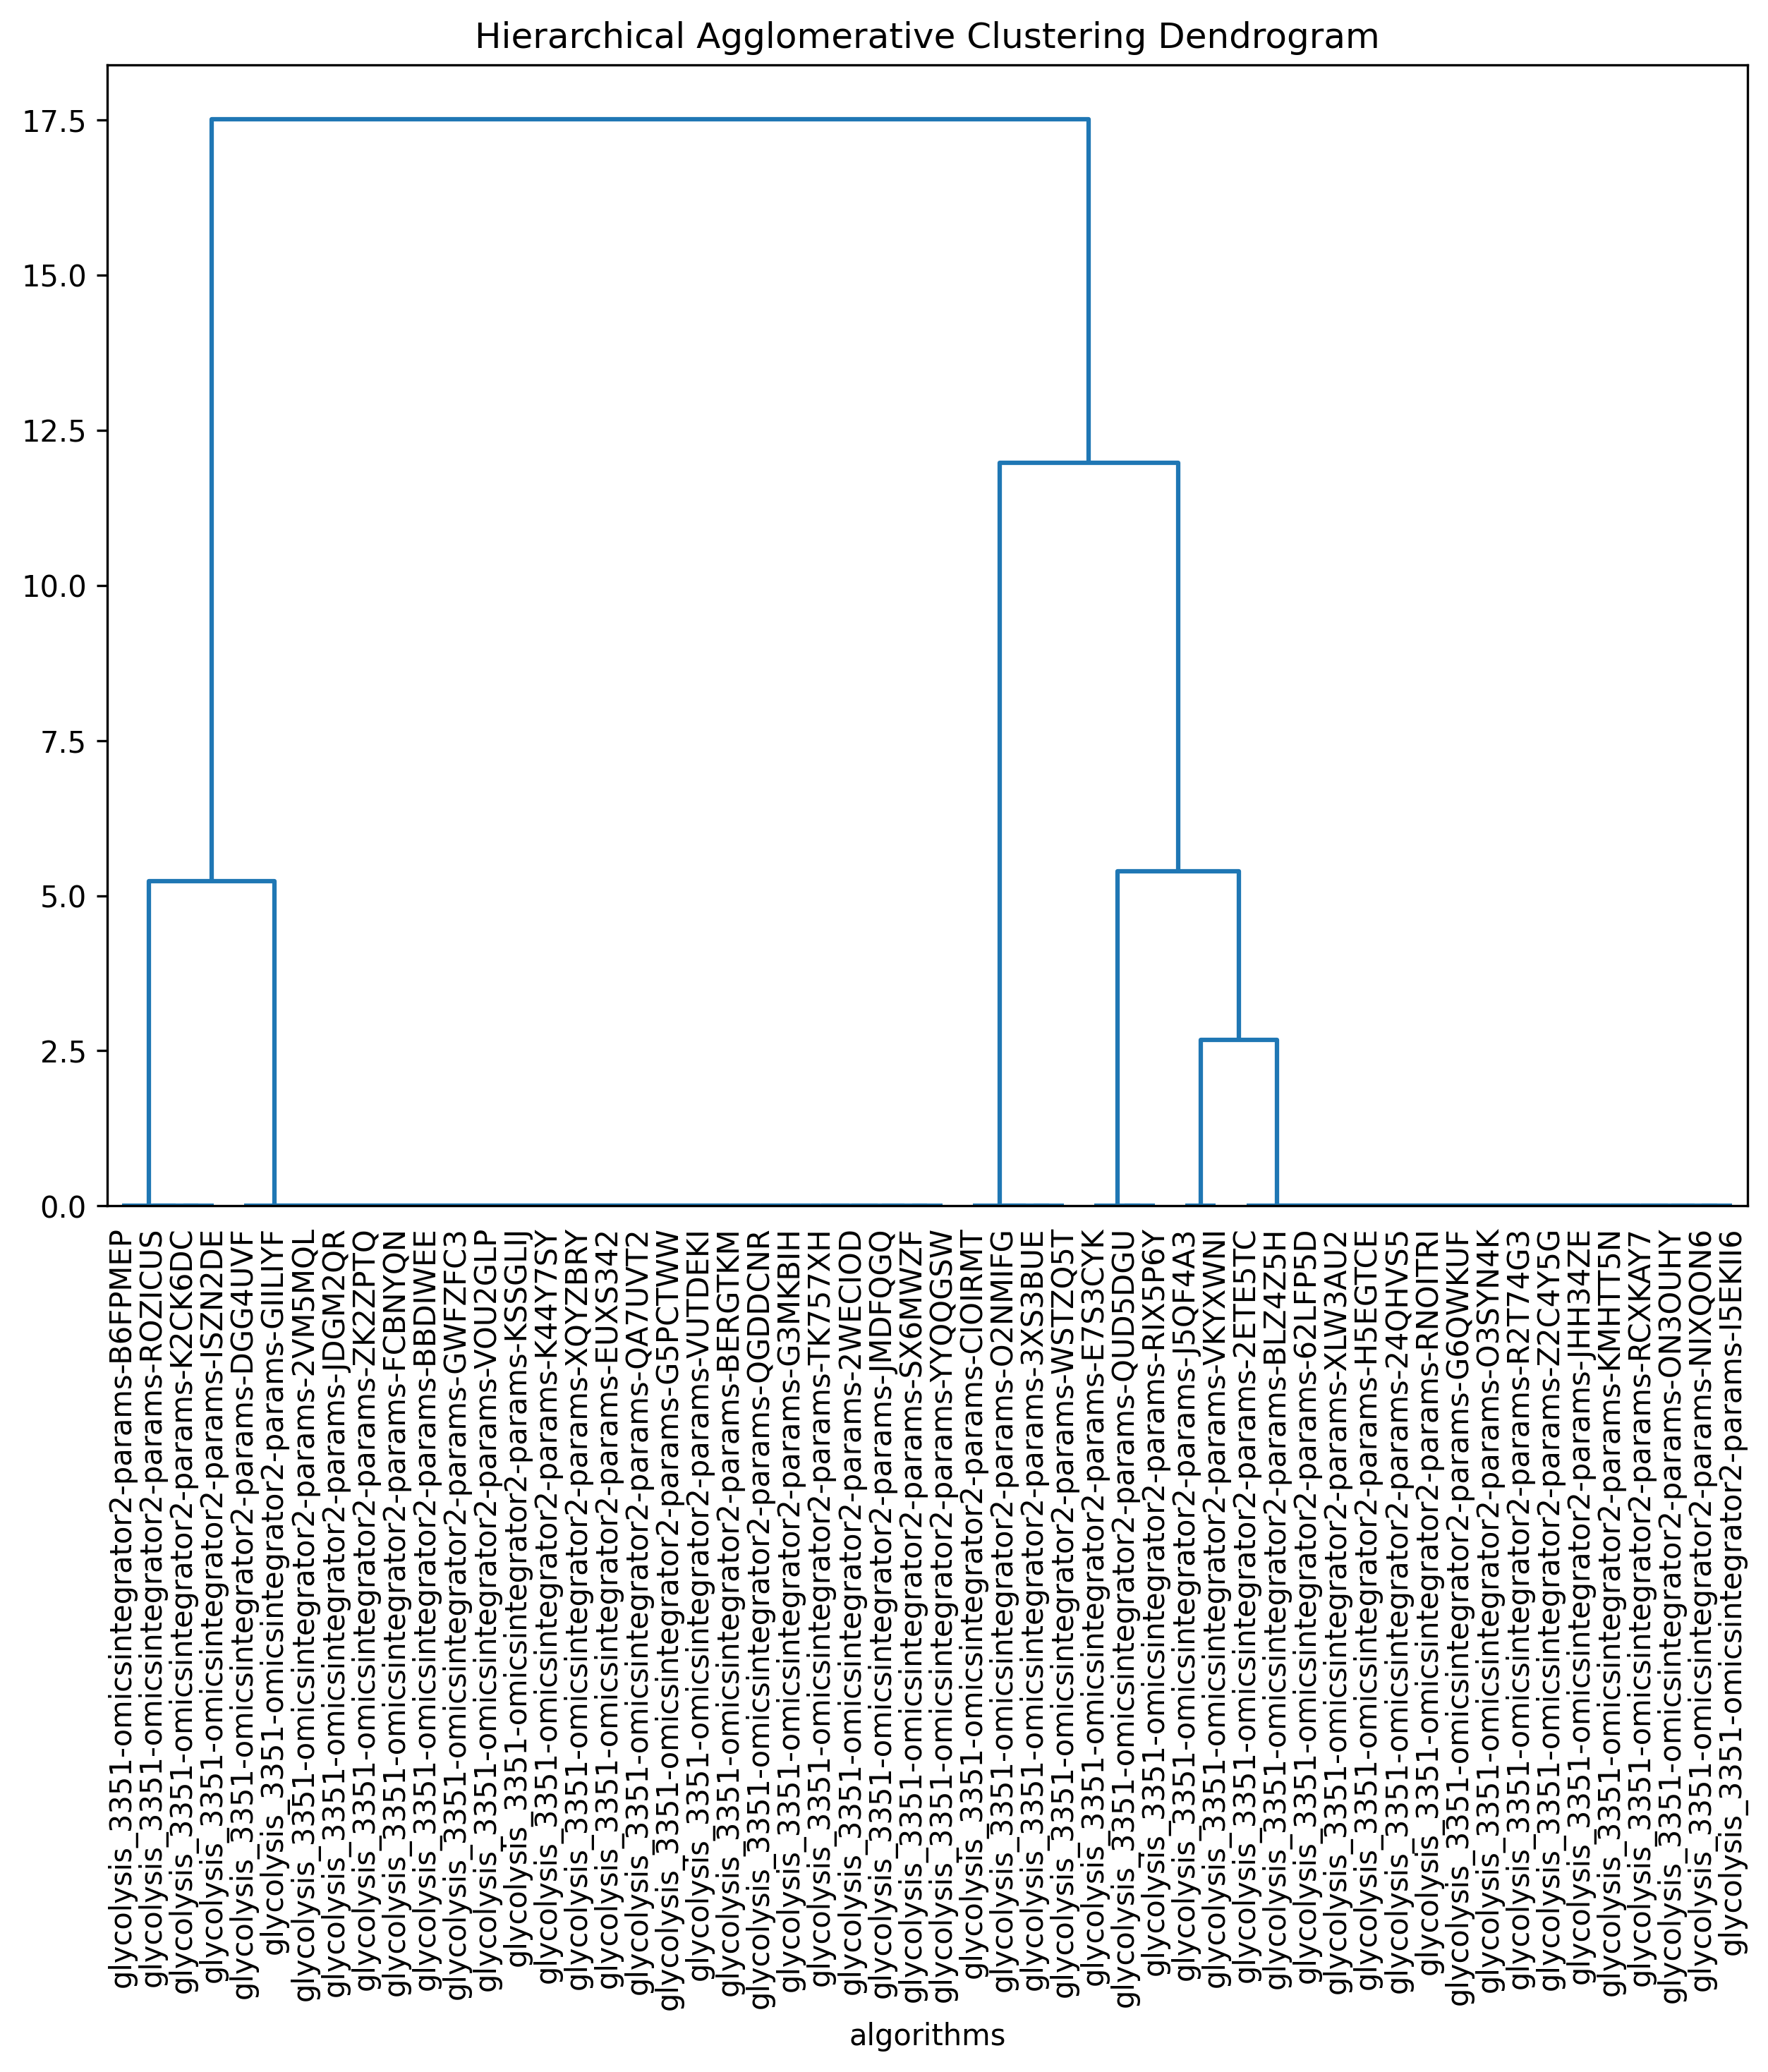 Hierarchical Agglomerative Clustering Dendrogram
17.5
15.0
12.5
10.0
7.5
5.0
2.5
0.0
glycolysis_3351-omicsintegrator2-params-B6FPMEP
glycolysis_3351-omicsintegrator2-params-ROZICUS
glycolysis_3351-omicsintegrator2-params-K2CK6DC
glycolysis_3351-omicsintegrator2-params-ISZN2DE
glycolysis_3351-omicsintegrator2-params-DGG4UVF
glycolysis_3351-omicsintegrator2-params-GIILIYF
glycolysis_3351-omicsintegrator2-params-2VM5MQL
glycolysis_3351-omicsintegrator2-params-JDGM2QR
glycolysis_3351-omicsintegrator2-params-ZK2ZPTQ
glycolysis_3351-omicsintegrator2-params-FCBNYQN
glycolysis_3351-omicsintegrator2-params-BBDIWEE
glycolysis_3351-omicsintegrator2-params-GWFZFC3
glycolysis_3351-omicsintegrator2-params-VOU2GLP
glycolysis_3351-omicsintegrator2-params-KSSGLIJ
glycolysis_3351-omicsintegrator2-params-K44Y7SY
glycolysis_3351-omicsintegrator2-params-XQYZBRY
glycolysis_3351-omicsintegrator2-params-EUXS342
glycolysis_3351-omicsintegrator2-params-QA7UVT2
glycolysis_3351-omicsintegrator2-params-G5PCTWW
glycolysis_3351-omicsintegrator2-params-VUTDEKI
glycolysis_3351-omicsintegrator2-params-BERGTKM
glycolysis_3351-omicsintegrator2-params-QGDDCNR
glycolysis_3351-omicsintegrator2-params-G3MKBIH
glycolysis_3351-omicsintegrator2-params-TK757XH
glycolysis_3351-omicsintegrator2-params-2WECIOD
glycolysis_3351-omicsintegrator2-params-JMDFQGQ
glycolysis_3351-omicsintegrator2-params-SX6MWZF
glycolysis_3351-omicsintegrator2-params-YYQQGSW
glycolysis_3351-omicsintegrator2-params-CIOIRMT
glycolysis_3351-omicsintegrator2-params-O2NMIFG
glycolysis_3351-omicsintegrator2-params-3XS3BUE
glycolysis_3351-omicsintegrator2-params-WSTZQ5T
glycolysis_3351-omicsintegrator2-params-E7S3CYK
glycolysis_3351-omicsintegrator2-params-QUD5DGU
glycolysis_3351-omicsintegrator2-params-RIX5P6Y
glycolysis_3351-omicsintegrator2-params-J5QF4A3
glycolysis_3351-omicsintegrator2-params-VKYXWNI
glycolysis_3351-omicsintegrator2-params-2ETE5TC
glycolysis_3351-omicsintegrator2-params-BLZ4Z5H
glycolysis_3351-omicsintegrator2-params-62LFP5D
glycolysis_3351-omicsintegrator2-params-XLW3AU2
glycolysis_3351-omicsintegrator2-params-H5EGTCE
glycolysis_3351-omicsintegrator2-params-24QHVS5
glycolysis_3351-omicsintegrator2-params-RNOITRI
glycolysis_3351-omicsintegrator2-params-G6QWKUF
glycolysis_3351-omicsintegrator2-params-O3SYN4K
glycolysis_3351-omicsintegrator2-params-R2T74G3
glycolysis_3351-omicsintegrator2-params-Z2C4Y5G
glycolysis_3351-omicsintegrator2-params-JHH34ZE
glycolysis_3351-omicsintegrator2-params-KMHTT5N
glycolysis_3351-omicsintegrator2-params-RCXKAY7
glycolysis_3351-omicsintegrator2-params-ON3OUHY
glycolysis_3351-omicsintegrator2-params-NIXQON6
glycolysis_3351-omicsintegrator2-params-I5EKII6
algorithms